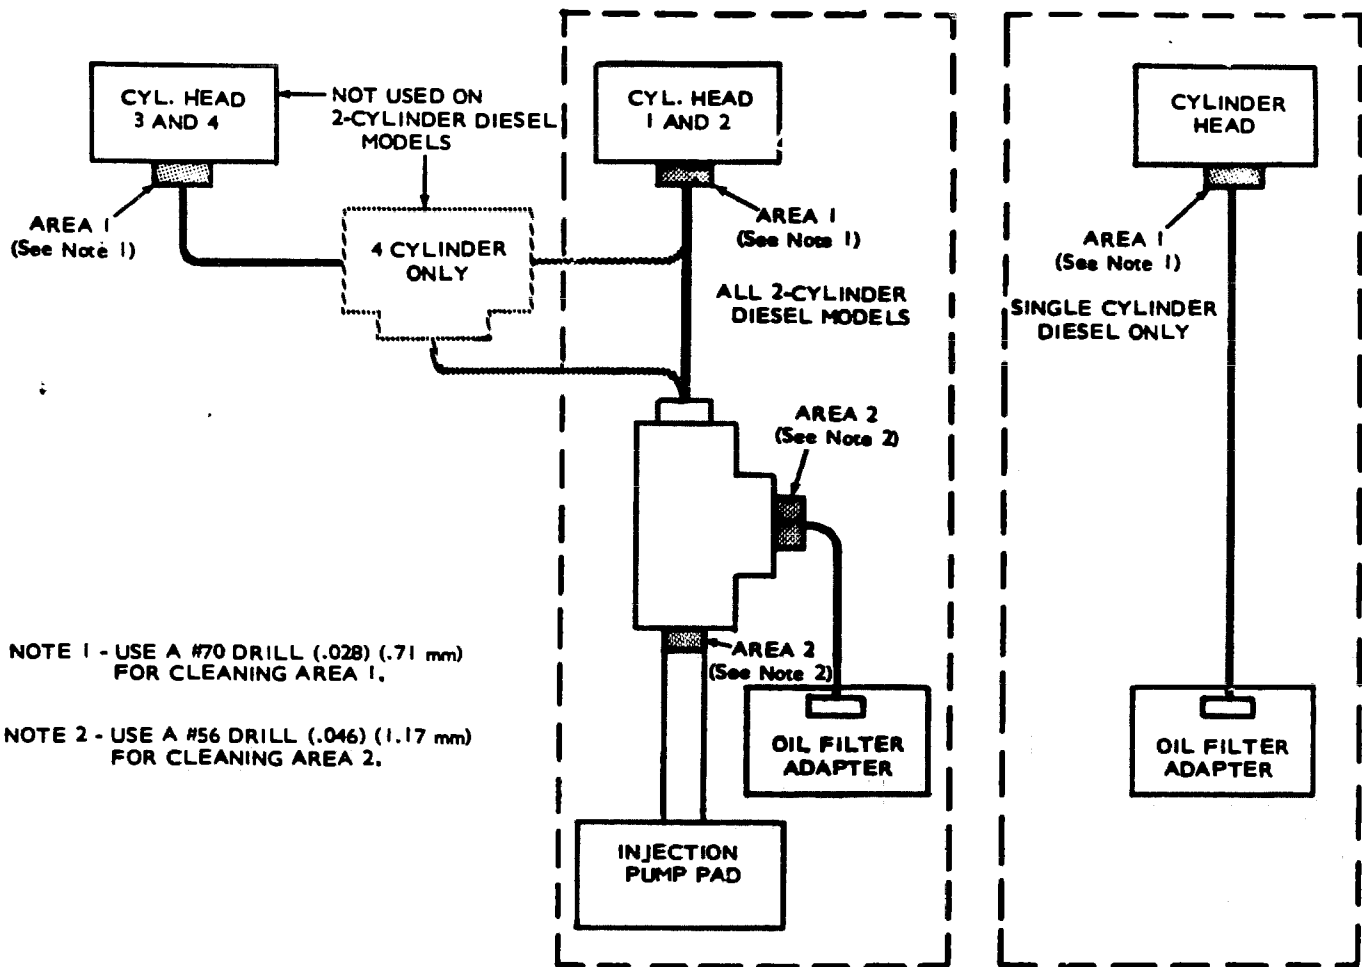 CYL. HEAD
3 AND 4
NOT USED ON
2-CYLINDER DIESEL
MODELS
AREA 1
(See Note 1)
4 CYLINDER
ONLY
CYL. HEAD
1 AND 2
AREA 1
(See Note 1)
ALL 2-CYLINDER
DIESEL MODELS
AREA 2
(See Note 2)
AREA 2
(See Note 2)
OIL FILTER
ADAPTER
INJECTION
PUMP PAD
CYLINDER
HEAD
AREA 1
(See Note 1)
SINGLE CYLINDER
DIESEL ONLY
OIL FILTER
ADAPTER
NOTE 1 - USE A #70 DRILL (.028) (.71 mm)
FOR CLEANING AREA 1.
NOTE 2 - USE A #56 DRILL (.046) (1.17 mm)
FOR CLEANING AREA 2.